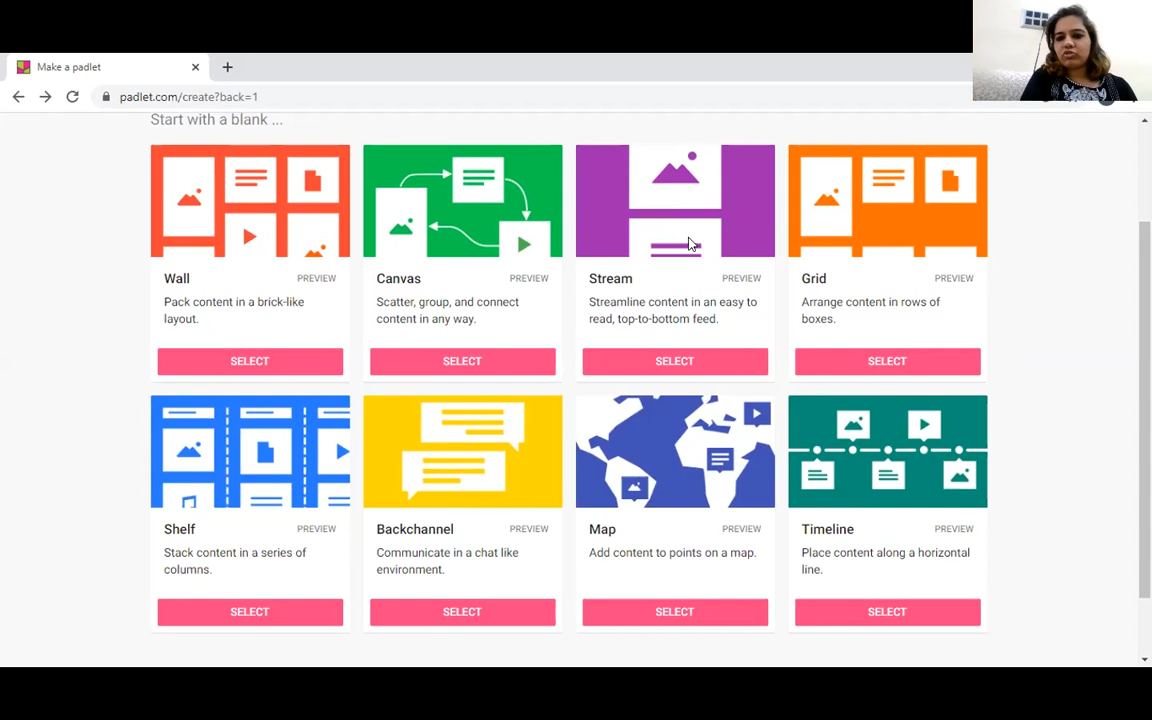 Make a padlet
padlet.com/create?back=1
Start with a blank ...
Wall PREVIEW
Pack content in a brick-like
layout.
SELECT
Canvas PREVIEW
Scatter, group, and connect
content in any way.
SELECT
Stream PREVIEW
Streamline content in an easy to
read, top-to-bottom feed.
SELECT
Grid PREVIEW
Arrange content in rows of
boxes.
SELECT
Shelf PREVIEW
Stack content in a series of
columns.
SELECT
Backchannel PREVIEW
Communicate in a chat like
environment.
SELECT
Map PREVIEW
Add content to points on a map.
SELECT
Timeline PREVIEW
Place content along a horizontal
line.
SELECT